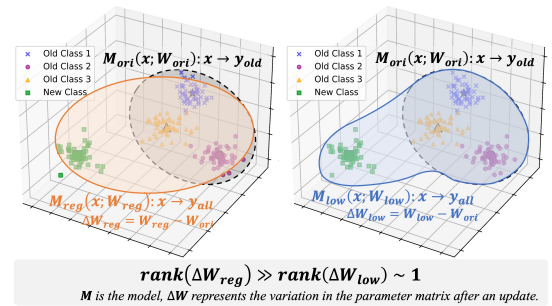 Old Class 1
Old Class 2
Old Class 3
New Class
M_ori(x; W_ori): x → y_old
M_reg(x; W_reg): x → y_all
ΔW_reg = W_reg − W_ori
Old Class 1
Old Class 2
Old Class 3
New Class
M_ori(x; W_ori): x → y_old
M_low(x; W_low): x → y_all
ΔW_low = W_low − W_ori
rank(ΔW_reg) ≫ rank(ΔW_low) ~ 1
M is the model, ΔW represents the variation in the parameter matrix after an update.